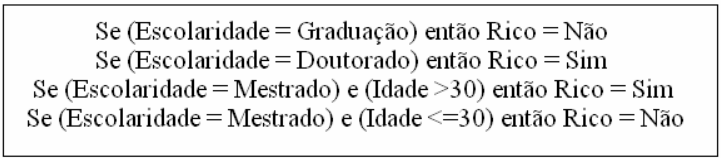 Se (Escolaridade = Graduação) então Rico = Não
Se (Escolaridade = Doutorado) então Rico = Sim
Se (Escolaridade = Mestrado) e (Idade >30) então Rico = Sim
Se (Escolaridade = Mestrado) e (Idade <=30) então Rico = Não